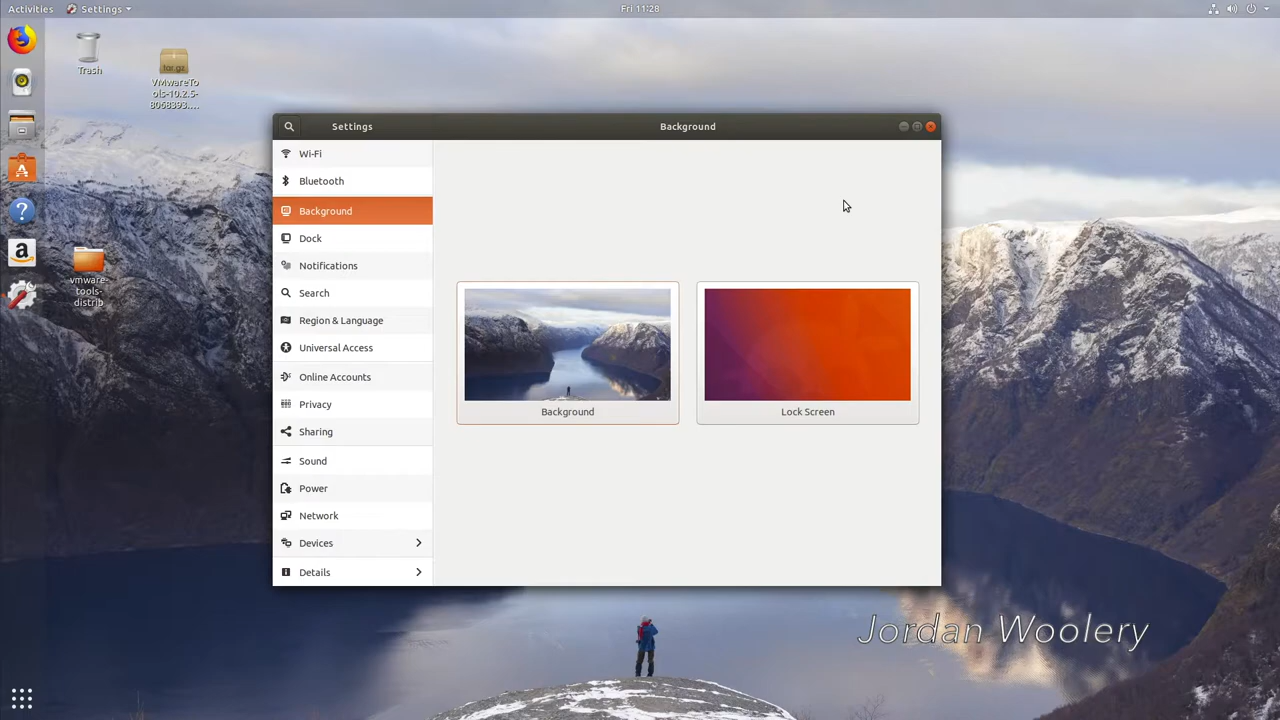 Activities
Settings
Fri 11:28
Trash
tar.gz
VMwareTo
ols-10.2.5-
8068393....
vmware-
tools-
distrib
a
Settings
Background
Wi-Fi
Bluetooth
Background
Dock
Notifications
Search
Region & Language
Universal Access
Online Accounts
Privacy
Sharing
Sound
Power
Network
Devices
Details
Background
Lock Screen
Jordan Woolery